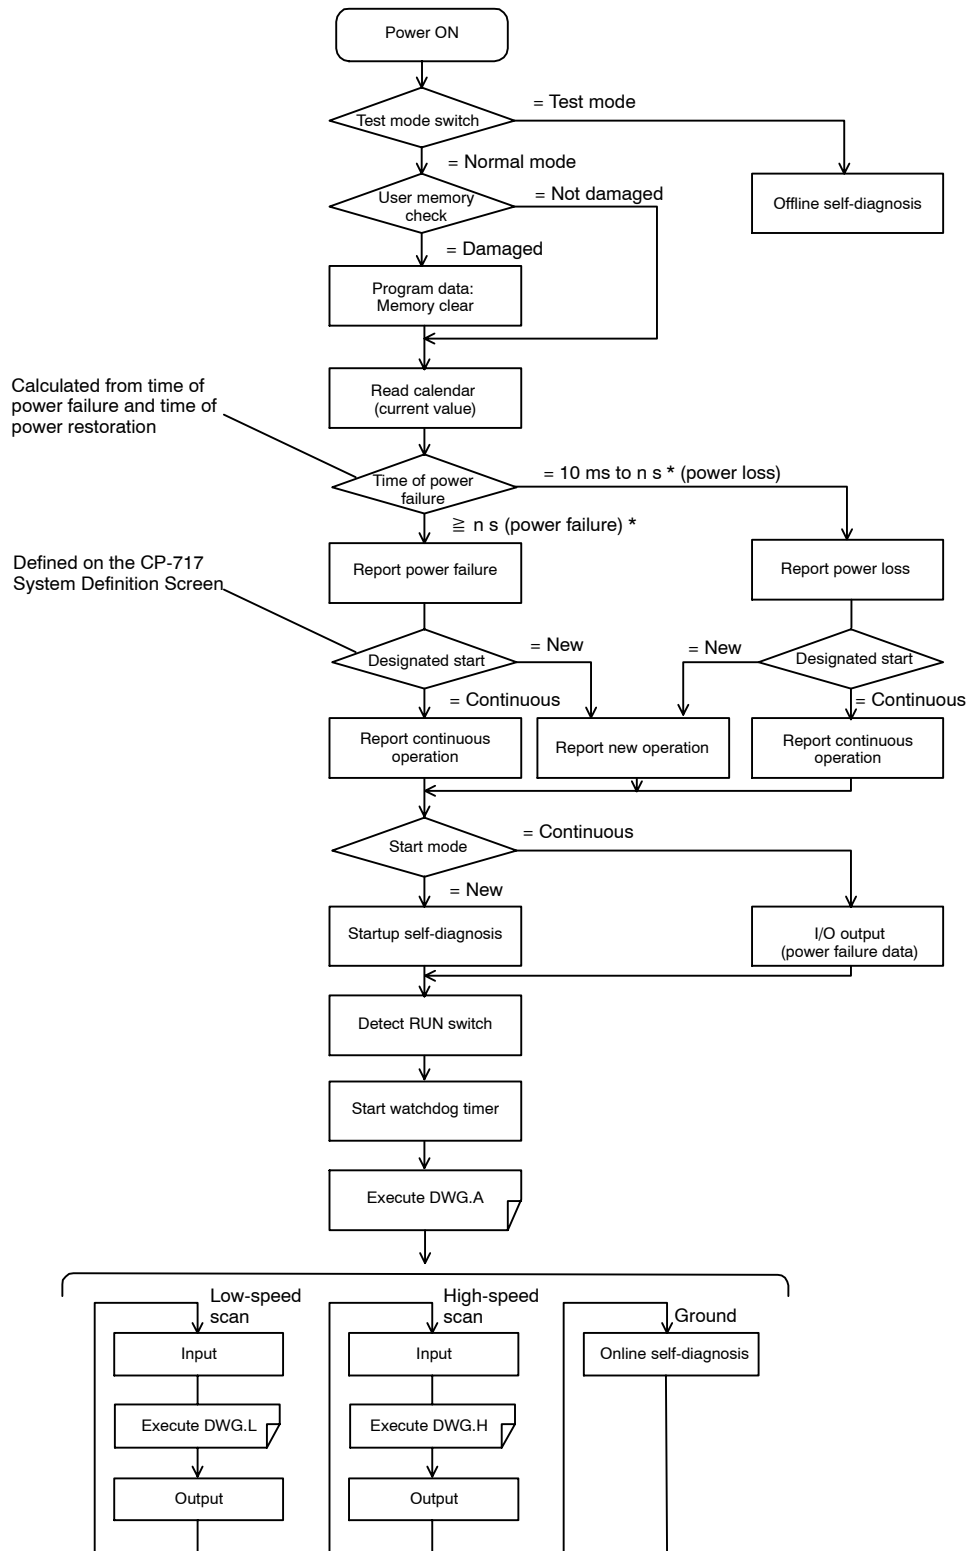 Power ON
= Test mode
Test mode switch
= Normal mode
User memory
check
= Not damaged
Offline self-diagnosis
= Damaged
Program data:
Memory clear
Calculated from time of
power failure and time of
power restoration
Read calendar
(current value)
Time of power
failure
= 10 ms to n s * (power loss)
≧ n s (power failure) *
Defined on the CP-717
System Definition Screen
Report power failure
Report power loss
Designated start
= New
= New
Designated start
= Continuous
= Continuous
Report continuous
operation
Report new operation
Report continuous
operation
Start mode
= Continuous
= New
Startup self-diagnosis
I/O output
(power failure data)
Detect RUN switch
Start watchdog timer
Execute DWG.A
Low-speed
scan
High-speed
scan
Ground
Input
Input
Online self-diagnosis
Execute DWG.L
Execute DWG.H
Output
Output